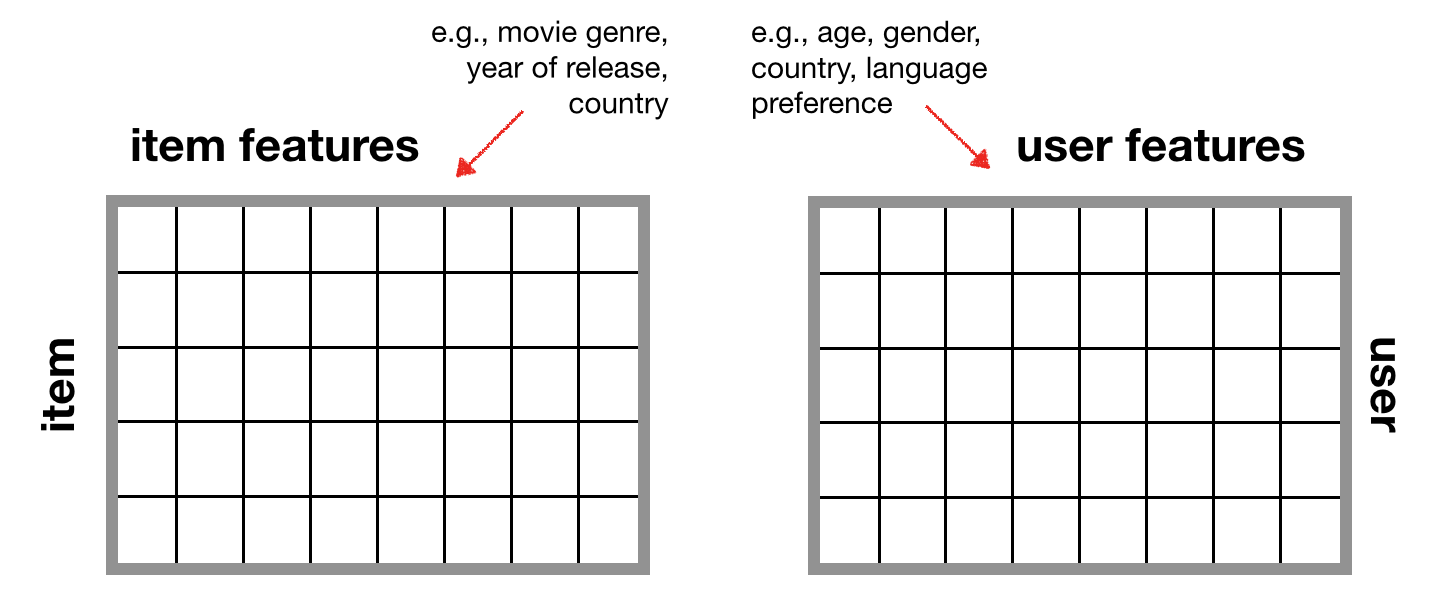 e.g., movie genre,
year of release,
country
item features
item
e.g., age, gender,
country, language
preference
user features
user